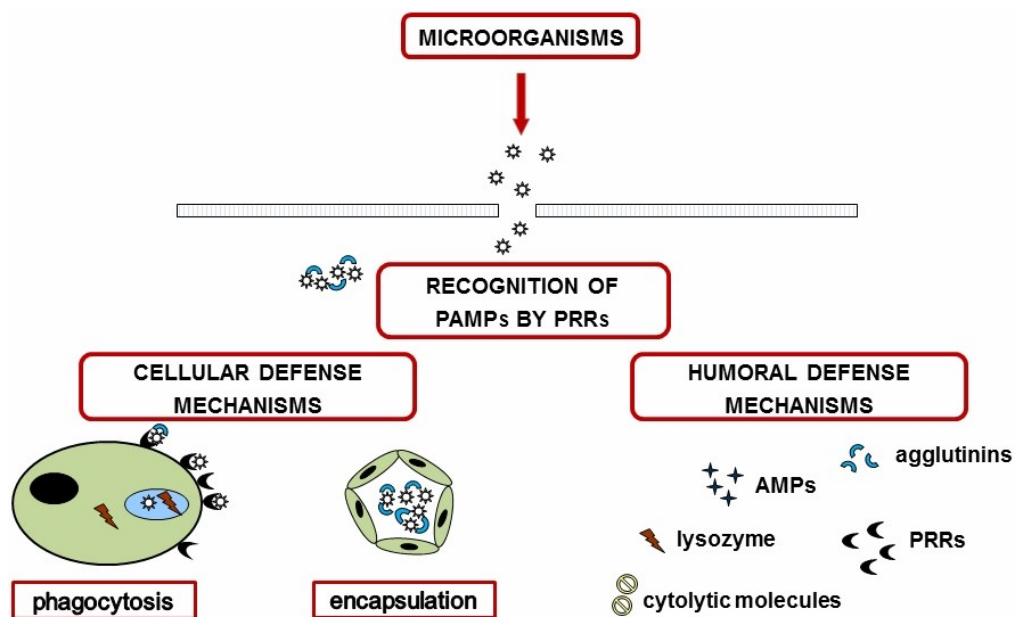 MICROORGANISMS
RECOGNITION OF
PAMPs BY PRRs
CELLULAR DEFENSE
MECHANISMS
HUMORAL DEFENSE
MECHANISMS
agglutinins
AMPs
lysozyme
PRRs
cytolytic molecules
phagocytosis
encapsulation